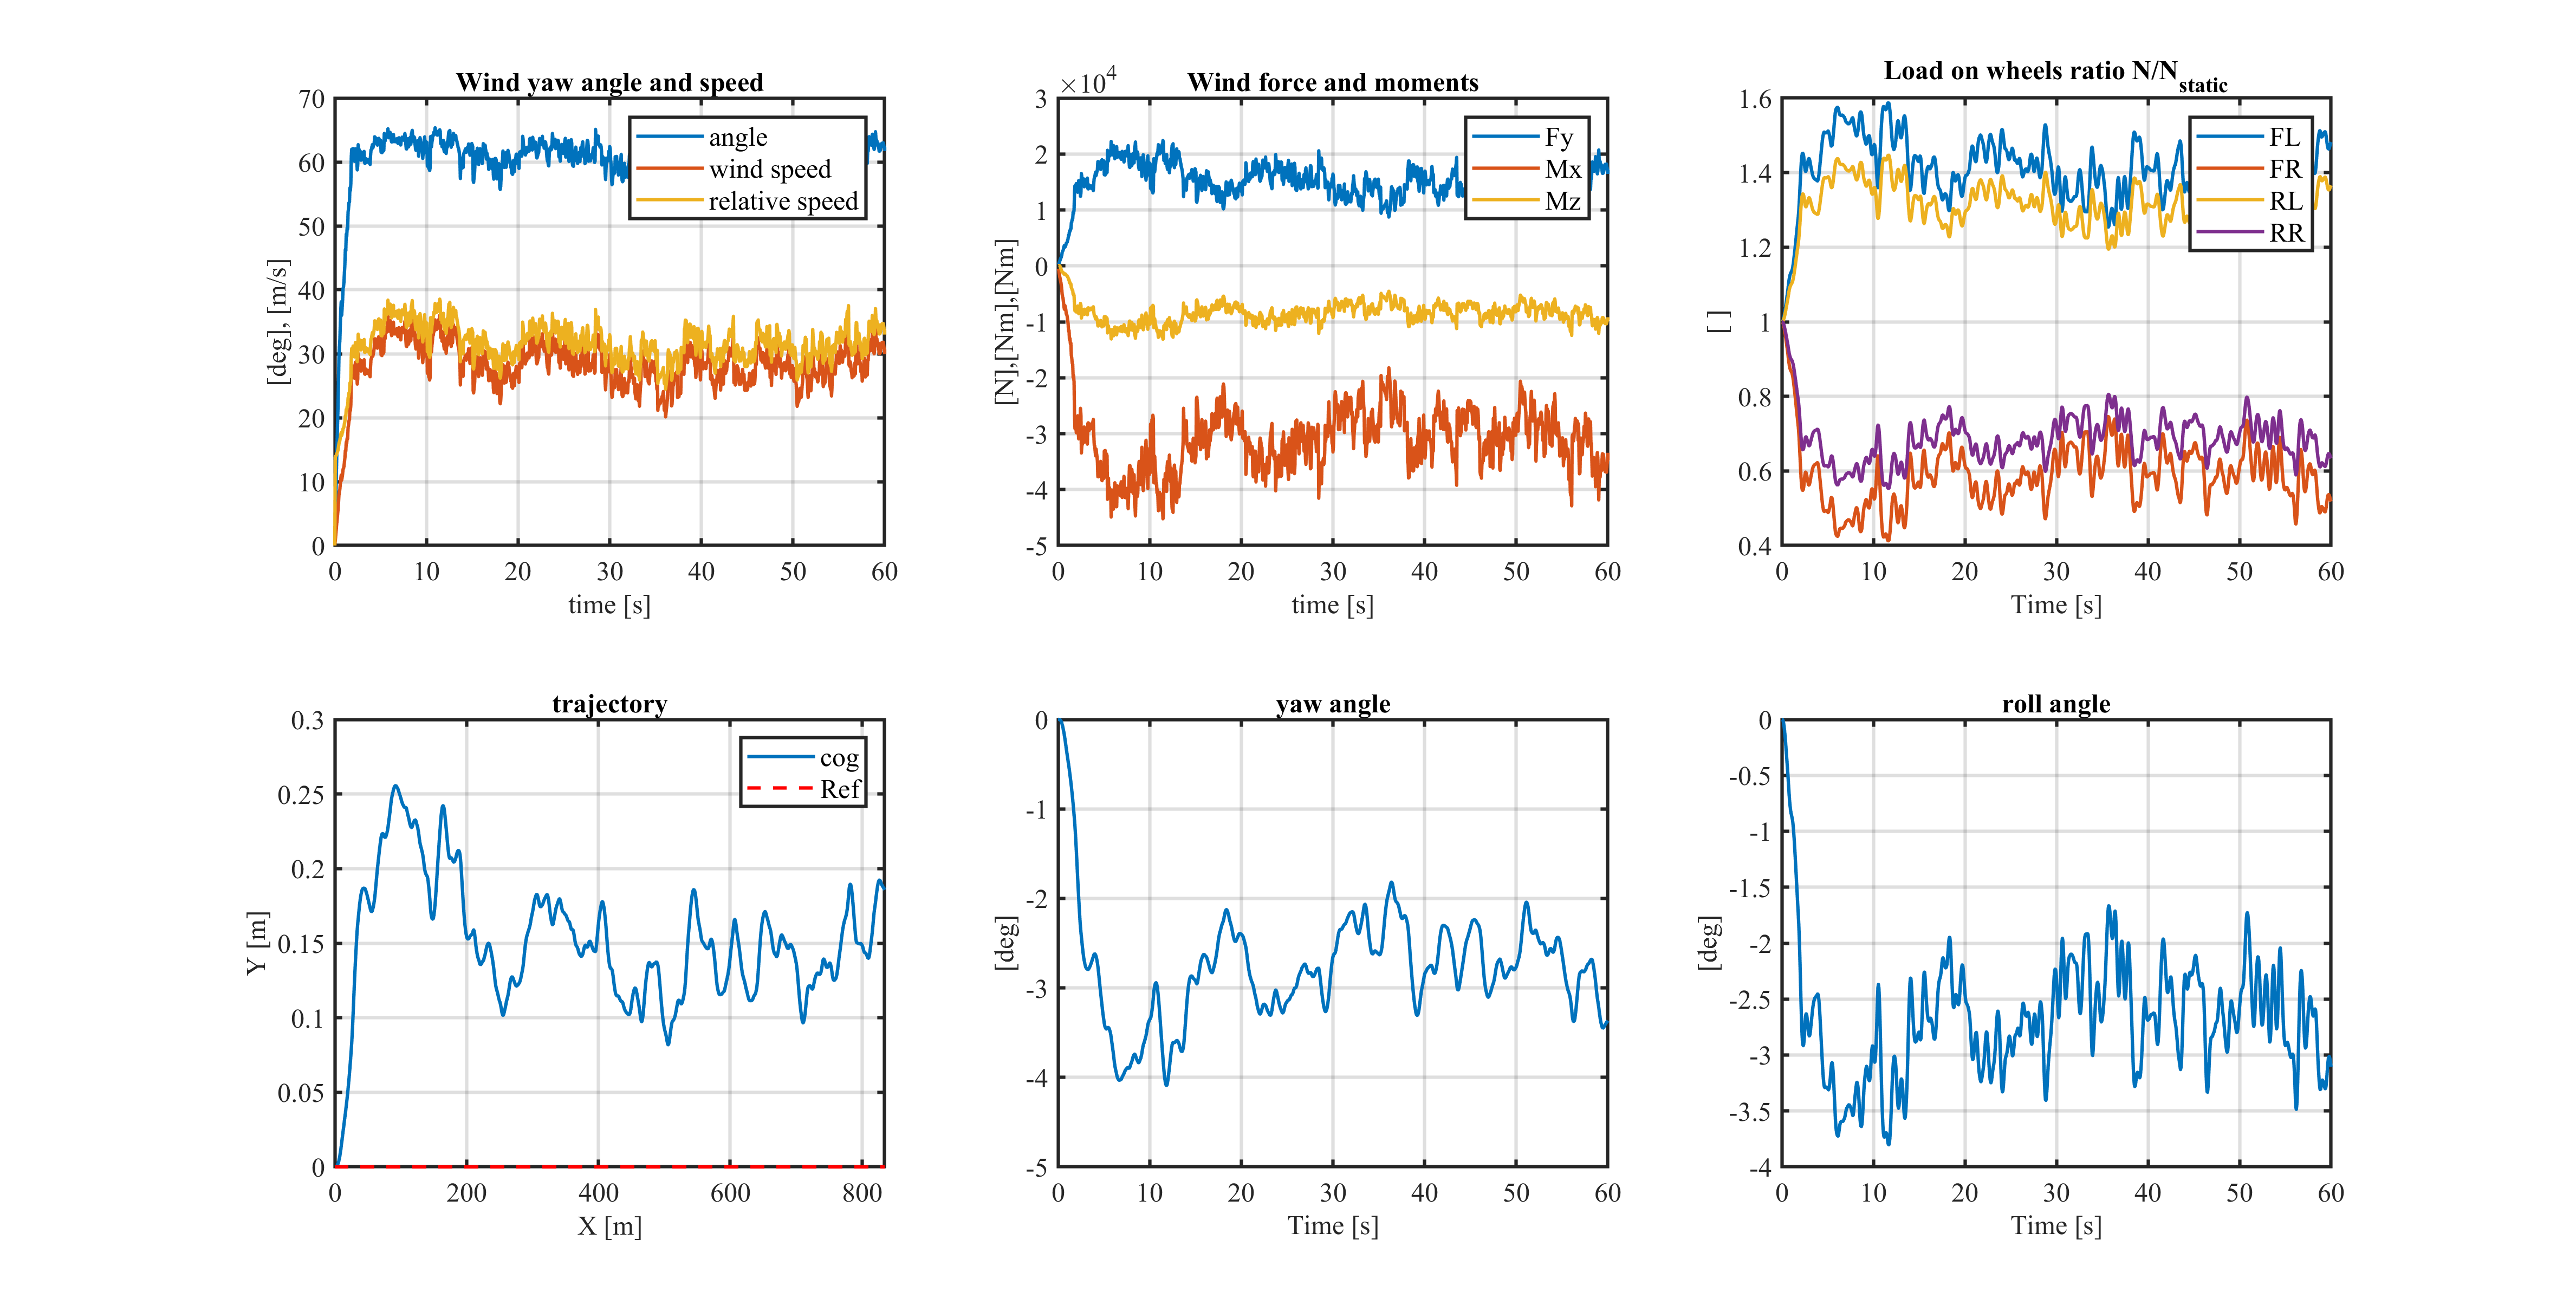 Wind yaw angle and speed
70
60
50
40
30
20
10
0
[deg], [m/s]
angle
wind speed
relative speed
0 10 20 30 40 50 60
time [s]
×10^4
Wind force and moments
3
2
1
0
-1
-2
-3
-4
-5
[N],[Nm],[Nm]
Fy
Mx
Mz
0 10 20 30 40 50 60
time [s]
Load on wheels ratio N/N_static
1.6
1.4
1.2
1
0.8
0.6
0.4
[ ]
FL
FR
RL
RR
0 10 20 30 40 50 60
Time [s]
trajectory
0.3
0.25
0.2
0.15
0.1
0.05
0
Y [m]
cog
Ref
0 200 400 600 800
X [m]
yaw angle
0
-1
-2
-3
-4
-5
[deg]
0 10 20 30 40 50 60
Time [s]
roll angle
0
-0.5
-1
-1.5
-2
-2.5
-3
-3.5
-4
[deg]
0 10 20 30 40 50 60
Time [s]